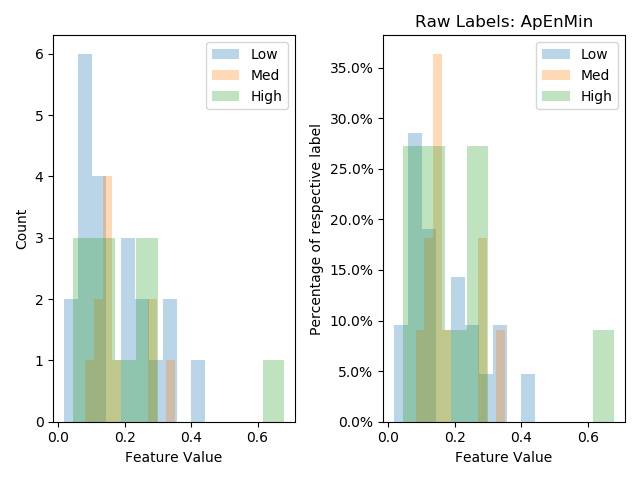 Raw Labels: ApEnMin
6
5
4
3
2
1
0
Count
0.0
0.2
0.4
0.6
Feature Value
Low
Med
High
35.0%
30.0%
25.0%
20.0%
15.0%
10.0%
5.0%
0.0%
Percentage of respective label
0.0
0.2
0.4
0.6
Feature Value
Low
Med
High